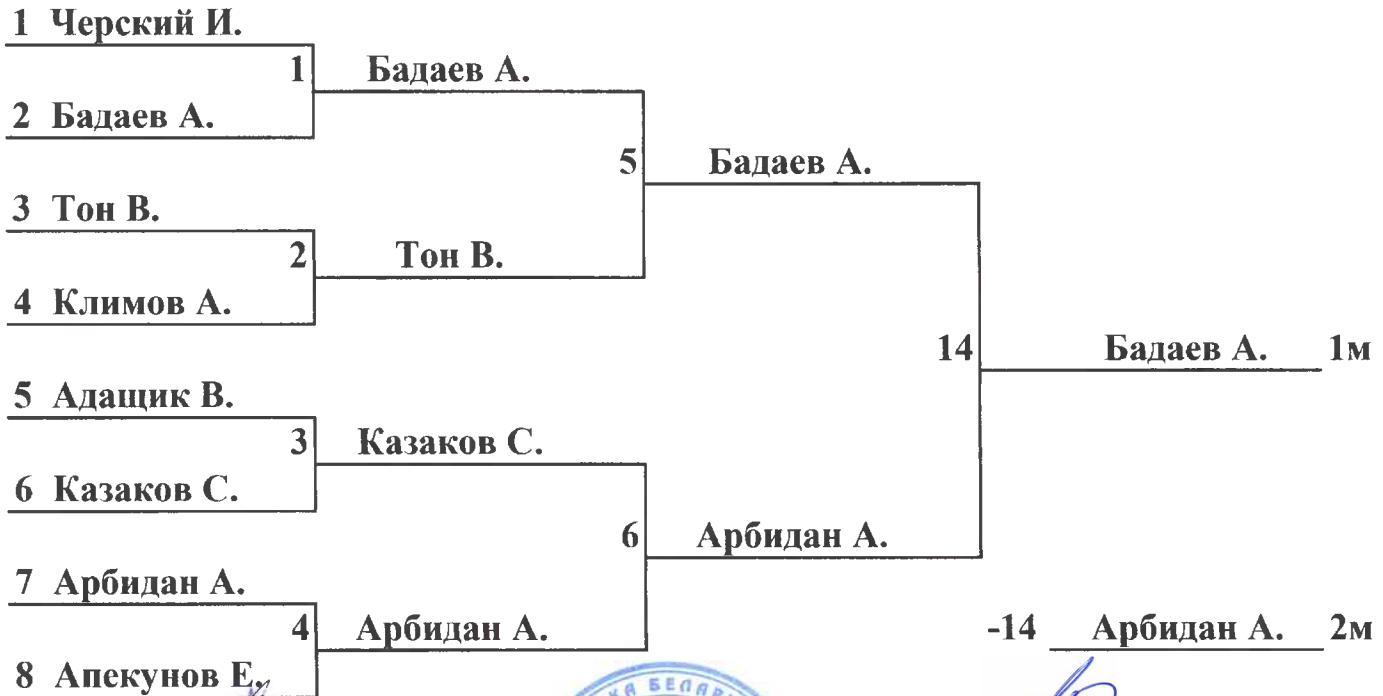 1 Черский И.
1 Бадаев А.
2 Бадаев А.
5 Бадаев А.
3 Тон В.
2 Тон В.
4 Климов А.
14 Бадаев А. 1м
5 Адащик В.
3 Казаков С.
6 Казаков С.
6 Арбидан А.
7 Арбидан А.
4 Арбидан А.
-14 Арбидан А. 2м
8 Апекунов Е.